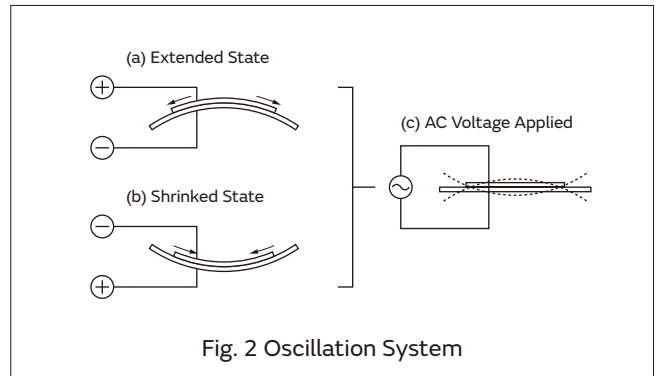 (a) Extended State
+
−
(c) AC Voltage Applied
(b) Shrinked State
−
+
Fig. 2 Oscillation System